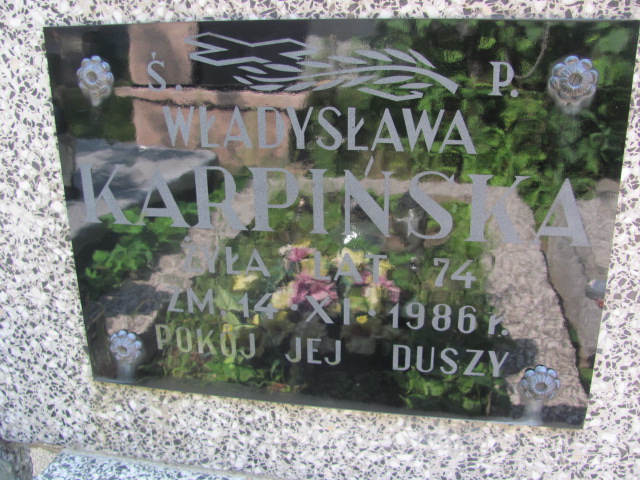 Ś. P.
WŁADYSŁAWA
KARPIŃSKA
ŻYŁA LAT 74
ZM. 14·XI·1986 r.
POKÓJ JEJ DUSZY